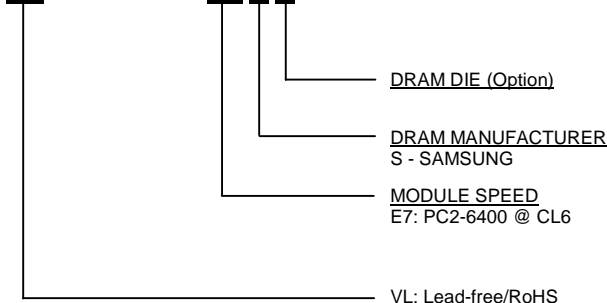 DRAM DIE (Option)
DRAM MANUFACTURER
S - SAMSUNG
MODULE SPEED
E7: PC2-6400 @ CL6
VL: Lead-free/RoHS